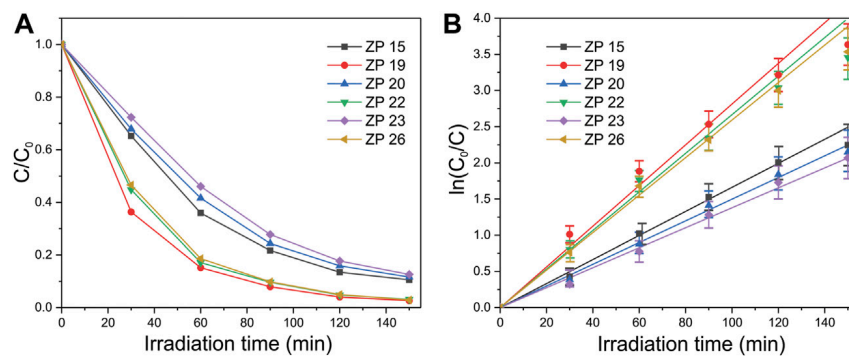 A
C/C₀
1.0
0.8
0.6
0.4
0.2
0.0
0 20 40 60 80 100 120 140
Irradiation time (min)
ZP 15
ZP 19
ZP 20
ZP 22
ZP 23
ZP 26
B
ln(C₀/C)
4.0
3.5
3.0
2.5
2.0
1.5
1.0
0.5
0.0
0 20 40 60 80 100 120 140
Irradiation time (min)
ZP 15
ZP 19
ZP 20
ZP 22
ZP 23
ZP 26